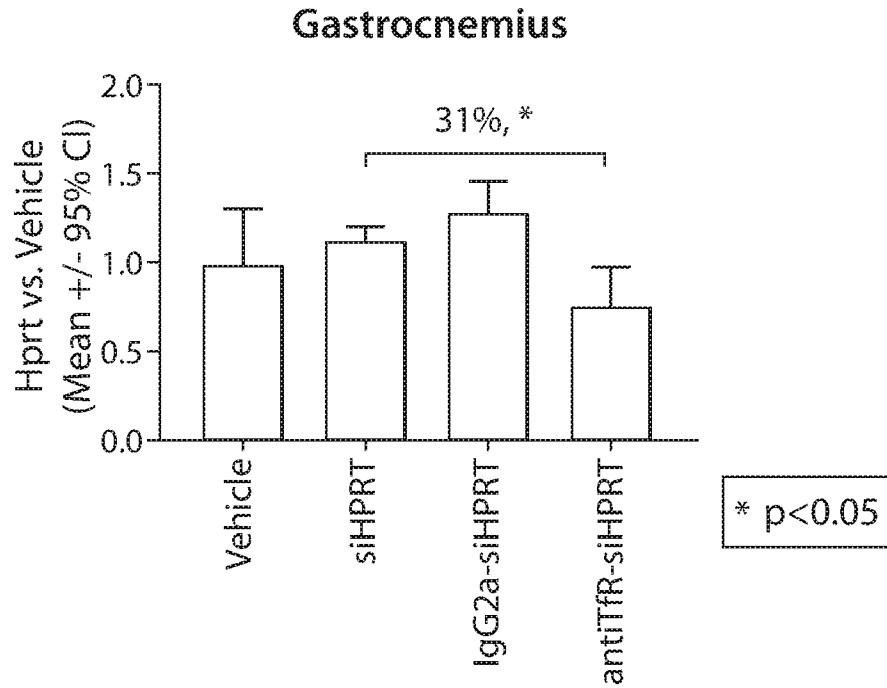 Gastrocnemius
Hprt vs. Vehicle
(Mean +/- 95% CI)
2.0
1.5
1.0
0.5
0.0
31%, *
Vehicle
siHPRT
IgG2a-siHPRT
antiTfR-siHPRT
* p<0.05